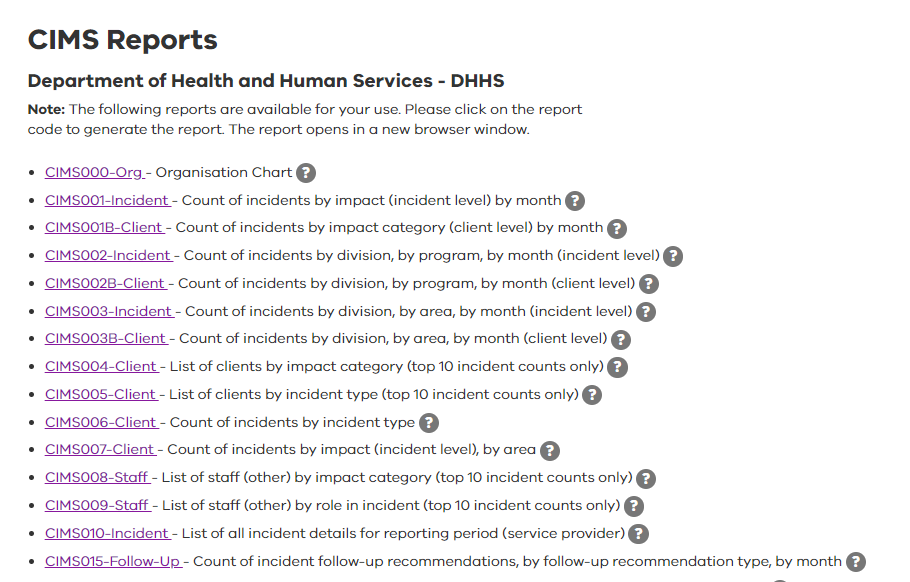 CIMS Reports
Department of Health and Human Services - DHHS
Note: The following reports are available for your use. Please click on the report
code to generate the report. The report opens in a new browser window.
• CIMS000-Org - Organisation Chart ?
• CIMS001-Incident - Count of incidents by impact (incident level) by month ?
• CIMS001B-Client - Count of incidents by impact category (client level) by month ?
• CIMS002-Incident - Count of incidents by division, by program, by month (incident level) ?
• CIMS002B-Client - Count of incidents by division, by program, by month (client level) ?
• CIMS003-Incident - Count of incidents by division, by area, by month (incident level) ?
• CIMS003B-Client - Count of incidents by division, by area, by month (client level) ?
• CIMS004-Client - List of clients by impact category (top 10 incident counts only) ?
• CIMS005-Client - List of clients by incident type (top 10 incident counts only) ?
• CIMS006-Client - Count of incidents by incident type ?
• CIMS007-Client - Count of incidents by impact (incident level), by area ?
• CIMS008-Staff - List of staff (other) by impact category (top 10 incident counts only) ?
• CIMS009-Staff - List of staff (other) by role in incident (top 10 incident counts only) ?
• CIMS010-Incident - List of all incident details for reporting period (service provider) ?
• CIMS015-Follow-Up - Count of incident follow-up recommendations, by follow-up recommendation type, by month ?